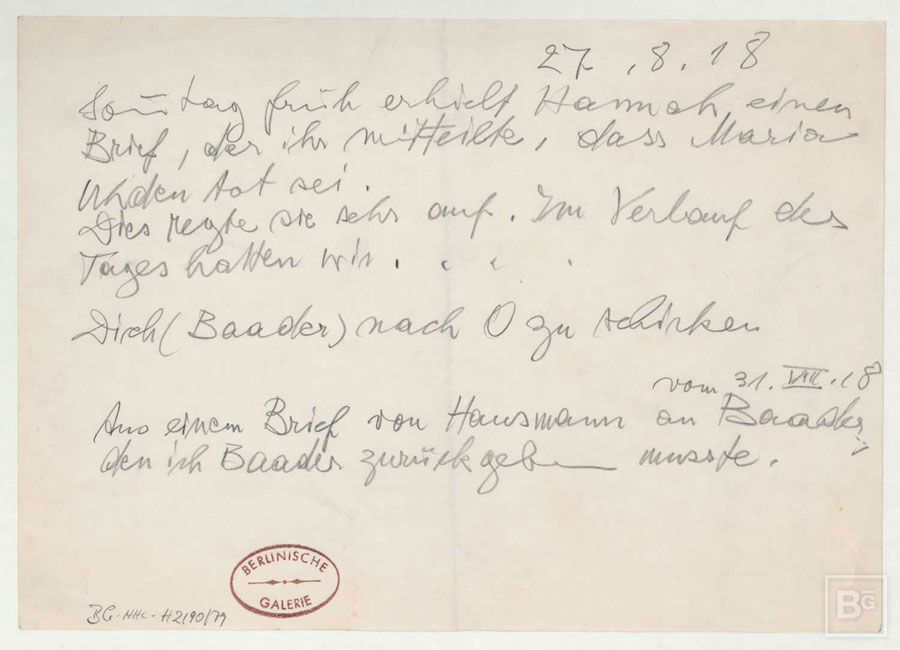 27. .8.18
Sonntag früh erhielt Hannah einen
Brief, der ihr mitteilte, dass Maria
Uhden tot sei.
Dies regte sie sehr auf. Im Verlauf des
Tages hatten wir . . . .
Dich (Baader) nach O zu schicken
vom 31. VIII.18
Aus einem Brief von Hausmann an Baader,
den ich Baader zurückgeben musste.
BERLINISCHE
GALERIE
BG-NHC-H2190/79
BG